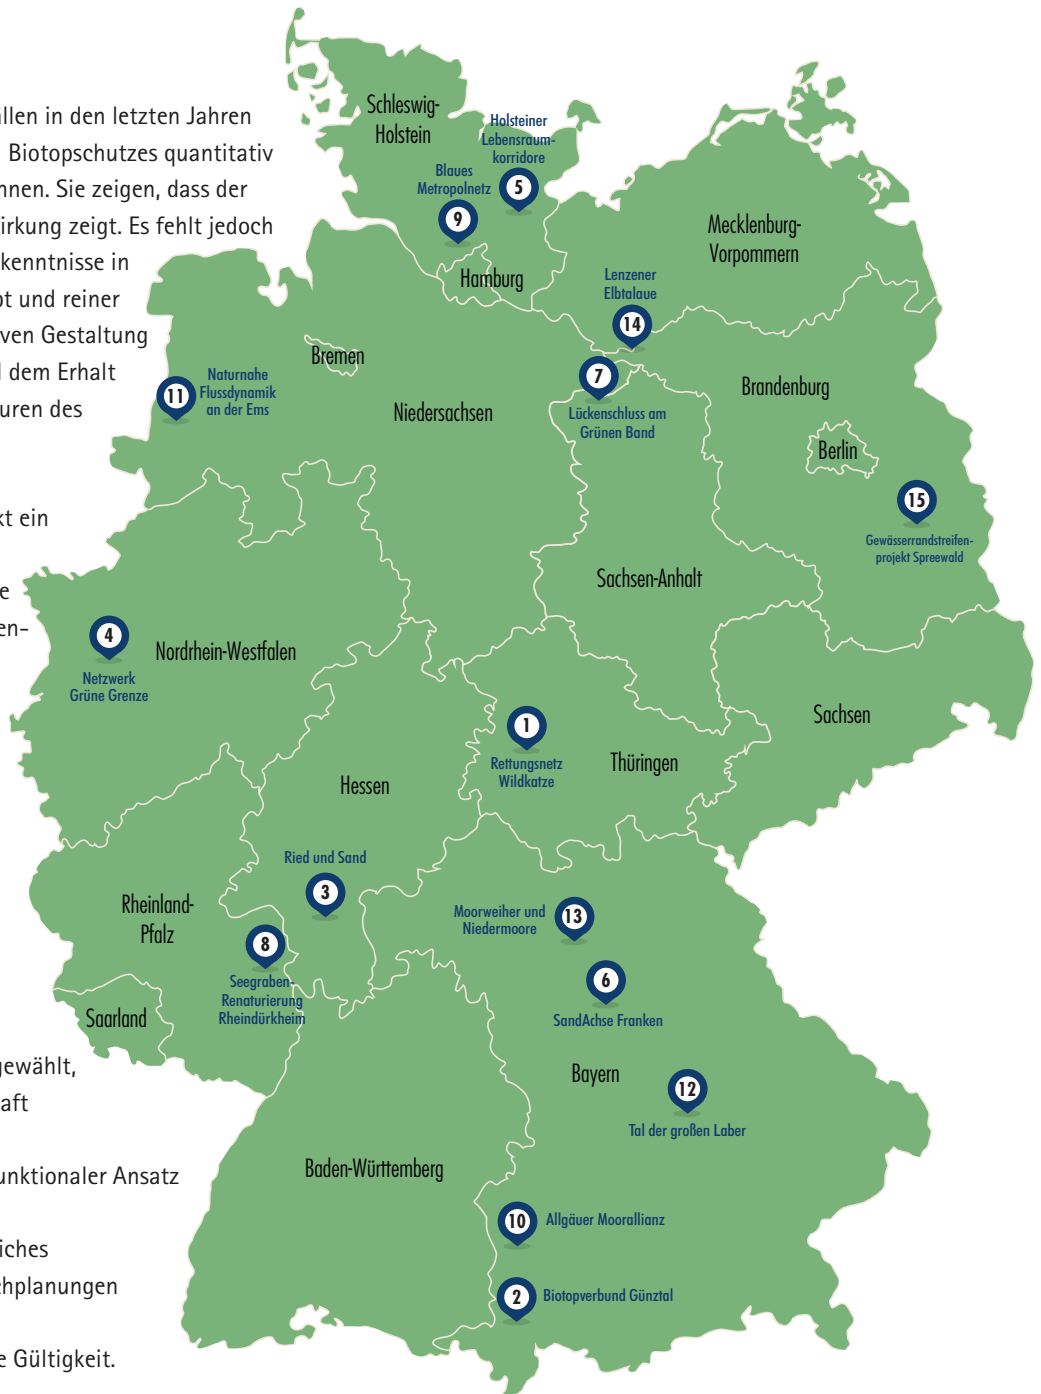 ällen in den letzten Jahren
Biotopschutzes quantitativ
nnen. Sie zeigen, dass der
irkung zeigt. Es fehlt jedoch
kenntnisse in
ot und reiner
ven Gestaltung
dem Erhalt
uren des
kt ein
e
en-
gewählt,
aft
unktionaler Ansatz
iches
chplanungen
e Gültigkeit.
Schleswig-
Holstein
Holsteiner
Lebensraum-
korridore
5
Blaues
Metropolnetz
9
Hamburg
Mecklenburg-
Vorpommern
Lenzener
Elbtalaue
14
Bremen
7
Lückenschluss am
Grünen Band
11
Naturnahe
Flussdynamik
an der Ems
Niedersachsen
Brandenburg
Berlin
15
Gewässerrandstreifen-
projekt Spreewald
Sachsen-Anhalt
4
Netzwerk
Grüne Grenze
Nordrhein-Westfalen
1
Rettungsnetz
Wildkatze
Thüringen
Sachsen
Hessen
Ried und Sand
3
Rheinland-
Pfalz
8
Seegraben-
Renaturierung
Rheindürkheim
Saarland
Moorweiher und
Niedermoore
13
6
SandAchse Franken
Bayern
12
Tal der großen Laber
Baden-Württemberg
10
Allgäuer Moorallianz
2
Biotopverbund Günztal